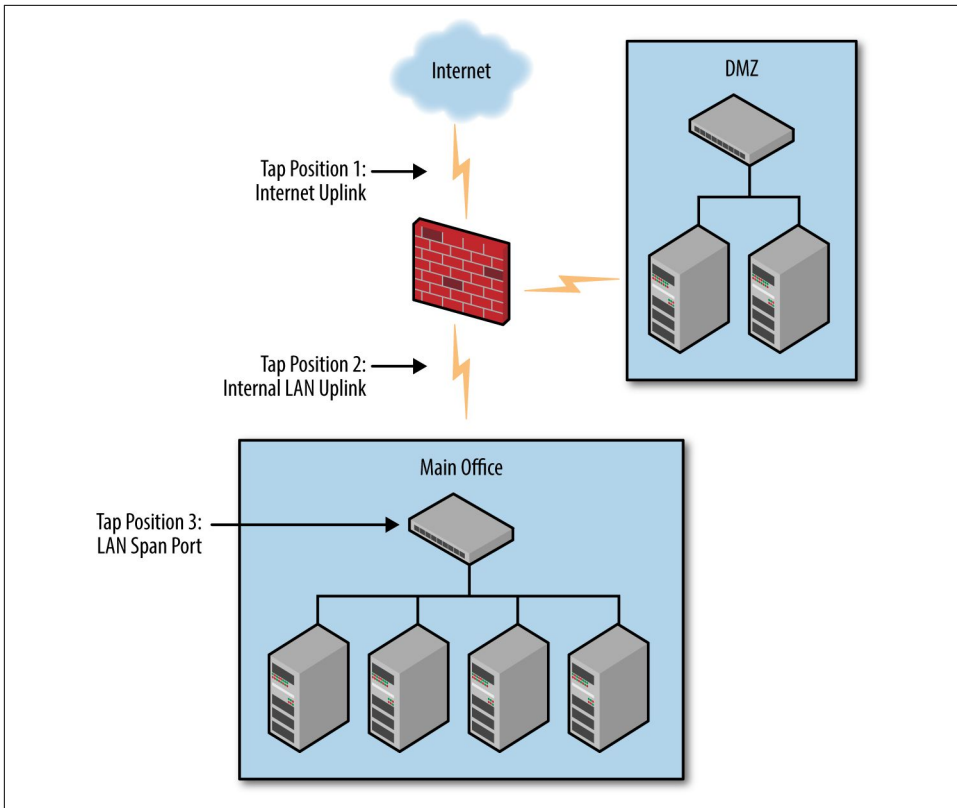 Internet
DMZ
Tap Position 1:
Internet Uplink
Tap Position 2:
Internal LAN Uplink
Main Office
Tap Position 3:
LAN Span Port